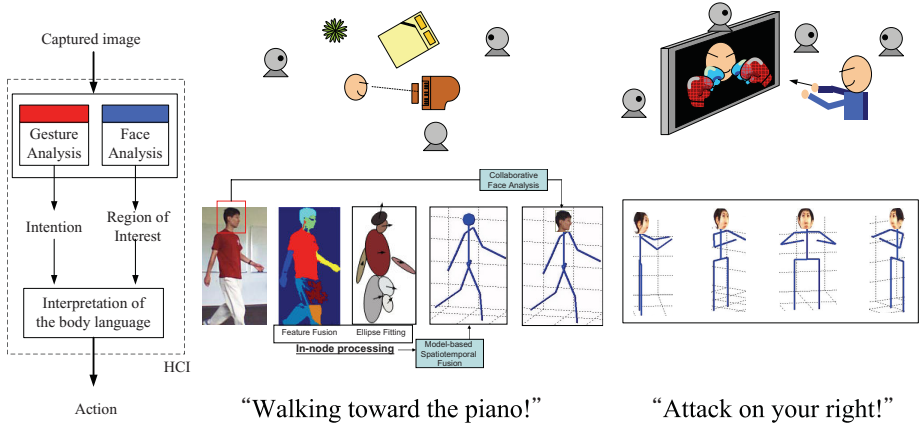 Captured image
Gesture
Analysis
Face
Analysis
Intention
Region of
Interest
Interpretation of
the body language
HCI
Action
Collaborative
Face Analysis
Feature Fusion
Ellipse Fitting
In-node processing
Model-based
Spatiotemporal
Fusion
“Walking toward the piano!”
“Attack on your right!”